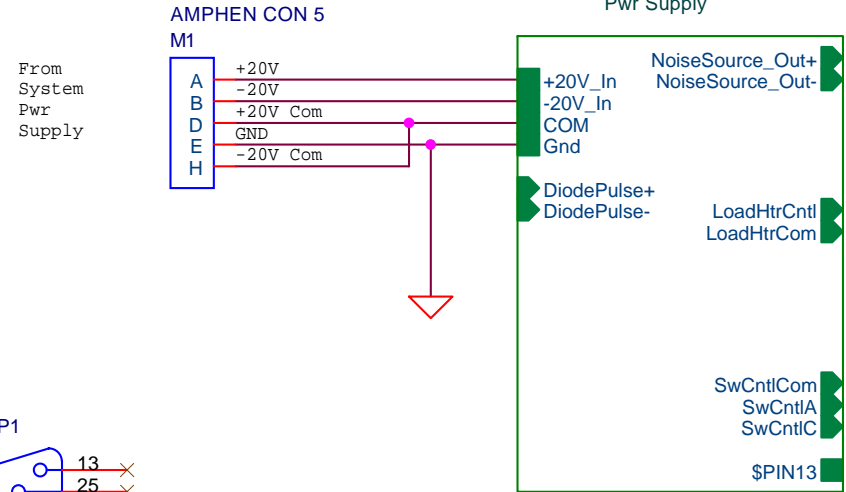 AMPHEN CON 5
M1
Pwr Supply
From
System
Pwr
Supply
A
B
D
E
H
+20V
-20V
+20V Com
GND
-20V Com
+20V_In
-20V_In
COM
Gnd
DiodePulse+
DiodePulse-
NoiseSource_Out+
NoiseSource_Out-
LoadHtrCntl
LoadHtrCom
SwCntlCom
SwCntlA
SwCntlC
$PIN13
P1
13
25